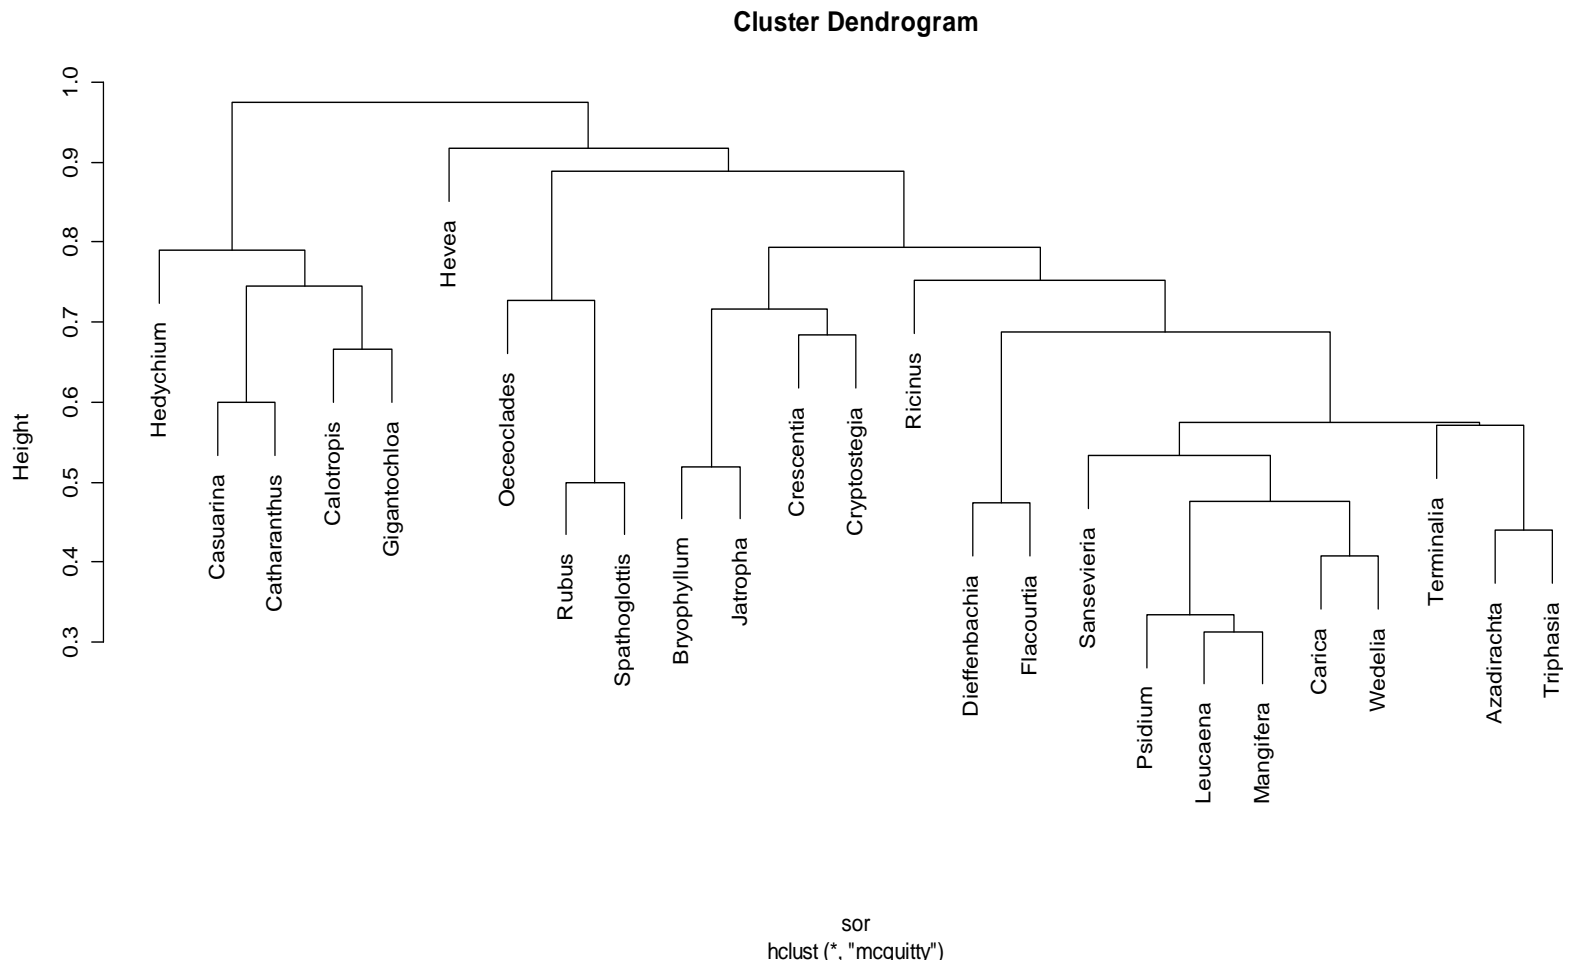 Cluster Dendrogram
Height
1.0
0.9
0.8
0.7
0.6
0.5
0.4
0.3
Hedychium
Casuarina
Catharanthus
Calotropis
Gigantochloa
Hevea
Oeceoclades
Rubus
Spathoglottis
Bryophyllum
Jatropha
Crescentia
Cryptostegia
Ricinus
Dieffenbachia
Flacourtia
Sansevieria
Psidium
Leucaena
Mangifera
Carica
Wedelia
Terminalia
Azadirachta
Triphasia
sor
hclust (*, "mcquitty")